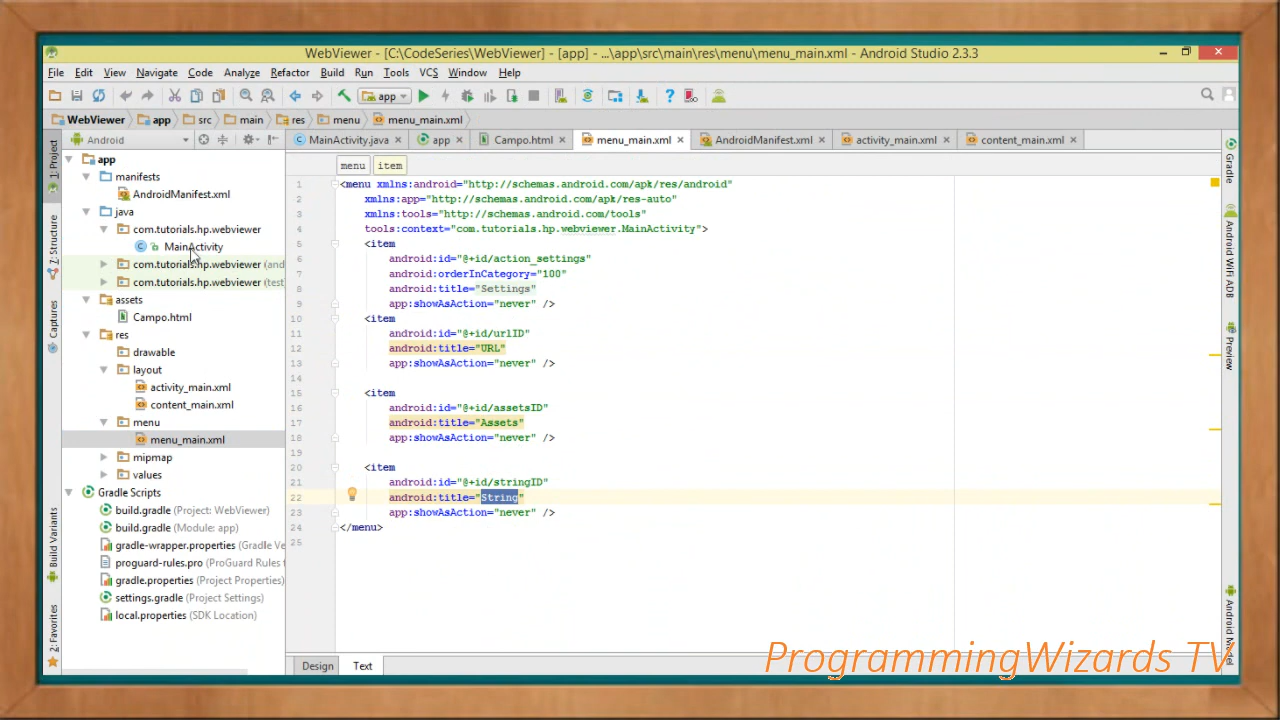 WebViewer - [C:\CodeSeries\WebViewer] - [app] - ...\app\src\main\res\menu\menu_main.xml - Android Studio 2.3.3
File Edit View Navigate Code Analyze Refactor Build Run Tools VCS Window Help
app
WebViewer app src main res menu menu_main.xml
Android
MainActivity.java app Campo.html menu_main.xml AndroidManifest.xml activity_main.xml content_main.xml
1: Project
Z: Structure
Captures
Build Variants
2: Favorites
app
manifests
AndroidManifest.xml
java
com.tutorials.hp.webviewer
MainActivity
com.tutorials.hp.webviewer (and
com.tutorials.hp.webviewer (test
assets
Campo.html
res
drawable
layout
activity_main.xml
content_main.xml
menu
menu_main.xml
mipmap
values
Gradle Scripts
build.gradle (Project: WebViewer)
build.gradle (Module: app)
gradle-wrapper.properties (Gradle Ve
proguard-rules.pro (ProGuard Rules f
gradle.properties (Project Properties)
settings.gradle (Project Settings)
local.properties (SDK Location)
menu item
1 <menu xmlns:android="http://schemas.android.com/apk/res/android"
2 xmlns:app="http://schemas.android.com/apk/res-auto"
3 xmlns:tools="http://schemas.android.com/tools"
4 tools:context="com.tutorials.hp.webviewer.MainActivity">
5 <item
6 android:id="@+id/action_settings"
7 android:orderInCategory="100"
8 android:title="Settings"
9 app:showAsAction="never" />
10 <item
11 android:id="@+id/urlID"
12 android:title="URL"
13 app:showAsAction="never" />
14
15 <item
16 android:id="@+id/assetsID"
17 android:title="Assets"
18 app:showAsAction="never" />
19
20 <item
21 android:id="@+id/stringID"
22 android:title="String"
23 app:showAsAction="never" />
24 </menu>
25
Design Text
Gradle
Android WiFi ADB
Preview
Android Model
ProgrammingWizards TV